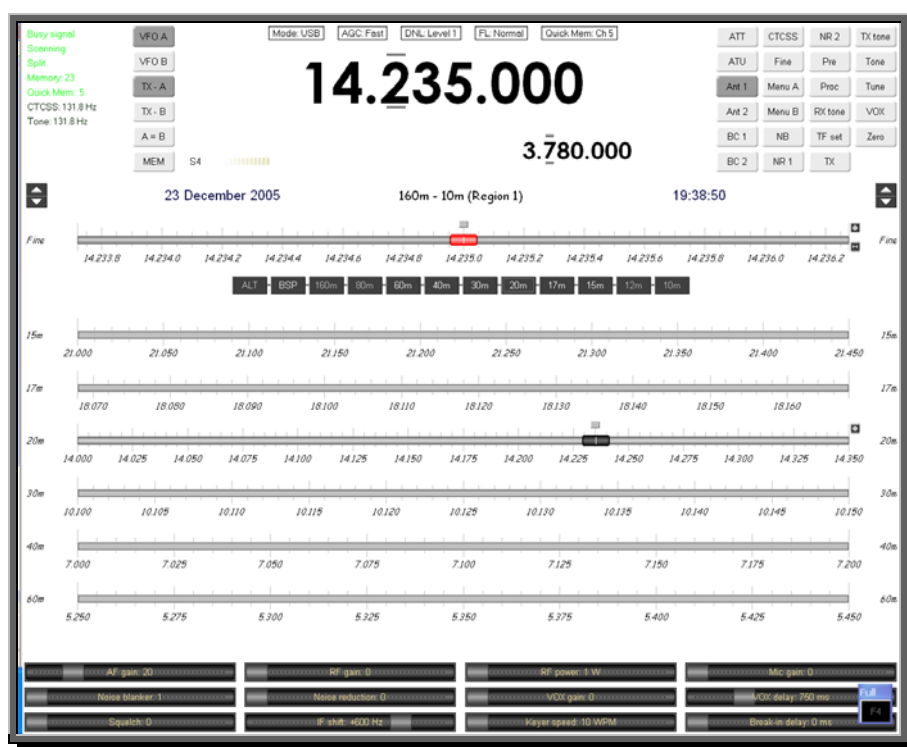 Busy signal
Scanning
Split
Memory: 23
Quick Mem: 5
CTCSS: 131.8 Hz
Tone: 131.8 Hz
VFO A
VFO B
TX - A
TX - B
A = B
MEM
S4
Mode: USB AGC: Fast DNL: Level 1 FL: Normal Quick Mem: Ch 5
14.235.000
3.780.000
ATT CTCSS NR 2 TX tone
ATU Fine Pre Tone
Ant 1 Menu A Proc Tune
Ant 2 Menu B RX tone VOX
BC 1 NB TF set Zero
BC 2 NR 1 TX
23 December 2005 160m - 10m (Region 1) 19:38:50
Fine Fine
14.233.8 14.234.0 14.234.2 14.234.4 14.234.6 14.234.8 14.235.0 14.235.2 14.235.4 14.235.6 14.235.8 14.236.0 14.236.2
ALT BSP 160m 80m 60m 40m 30m 20m 17m 15m 12m 10m
15m 15m
21.000 21.050 21.100 21.150 21.200 21.250 21.300 21.350 21.400 21.450
17m 17m
18.070 18.080 18.090 18.100 18.110 18.120 18.130 18.140 18.150 18.160
20m 20m
14.000 14.025 14.050 14.075 14.100 14.125 14.150 14.175 14.200 14.225 14.250 14.275 14.300 14.325 14.350
30m 30m
10.100 10.105 10.110 10.115 10.120 10.125 10.130 10.135 10.140 10.145 10.150
40m 40m
7.000 7.025 7.050 7.075 7.100 7.125 7.150 7.175 7.200
60m 60m
5.250 5.275 5.300 5.325 5.350 5.375 5.400 5.425 5.450
AF gain: 20 RF gain: 0 RF power: 1 W Mic gain: 0
Noise blanker: 1 Noise reduction: 0 VOX gain: 0 VOX delay: 750 ms
Squelch: 0 IF shift: +600 Hz Keyer speed: 10 WPM Break-in delay: 0 ms
Full
F4